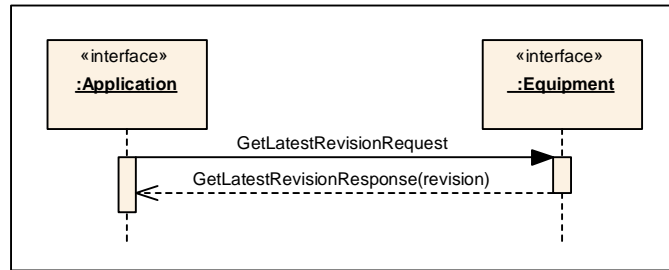 «interface»
:Application
«interface»
:Equipment
GetLatestRevisionRequest
GetLatestRevisionResponse(revision)